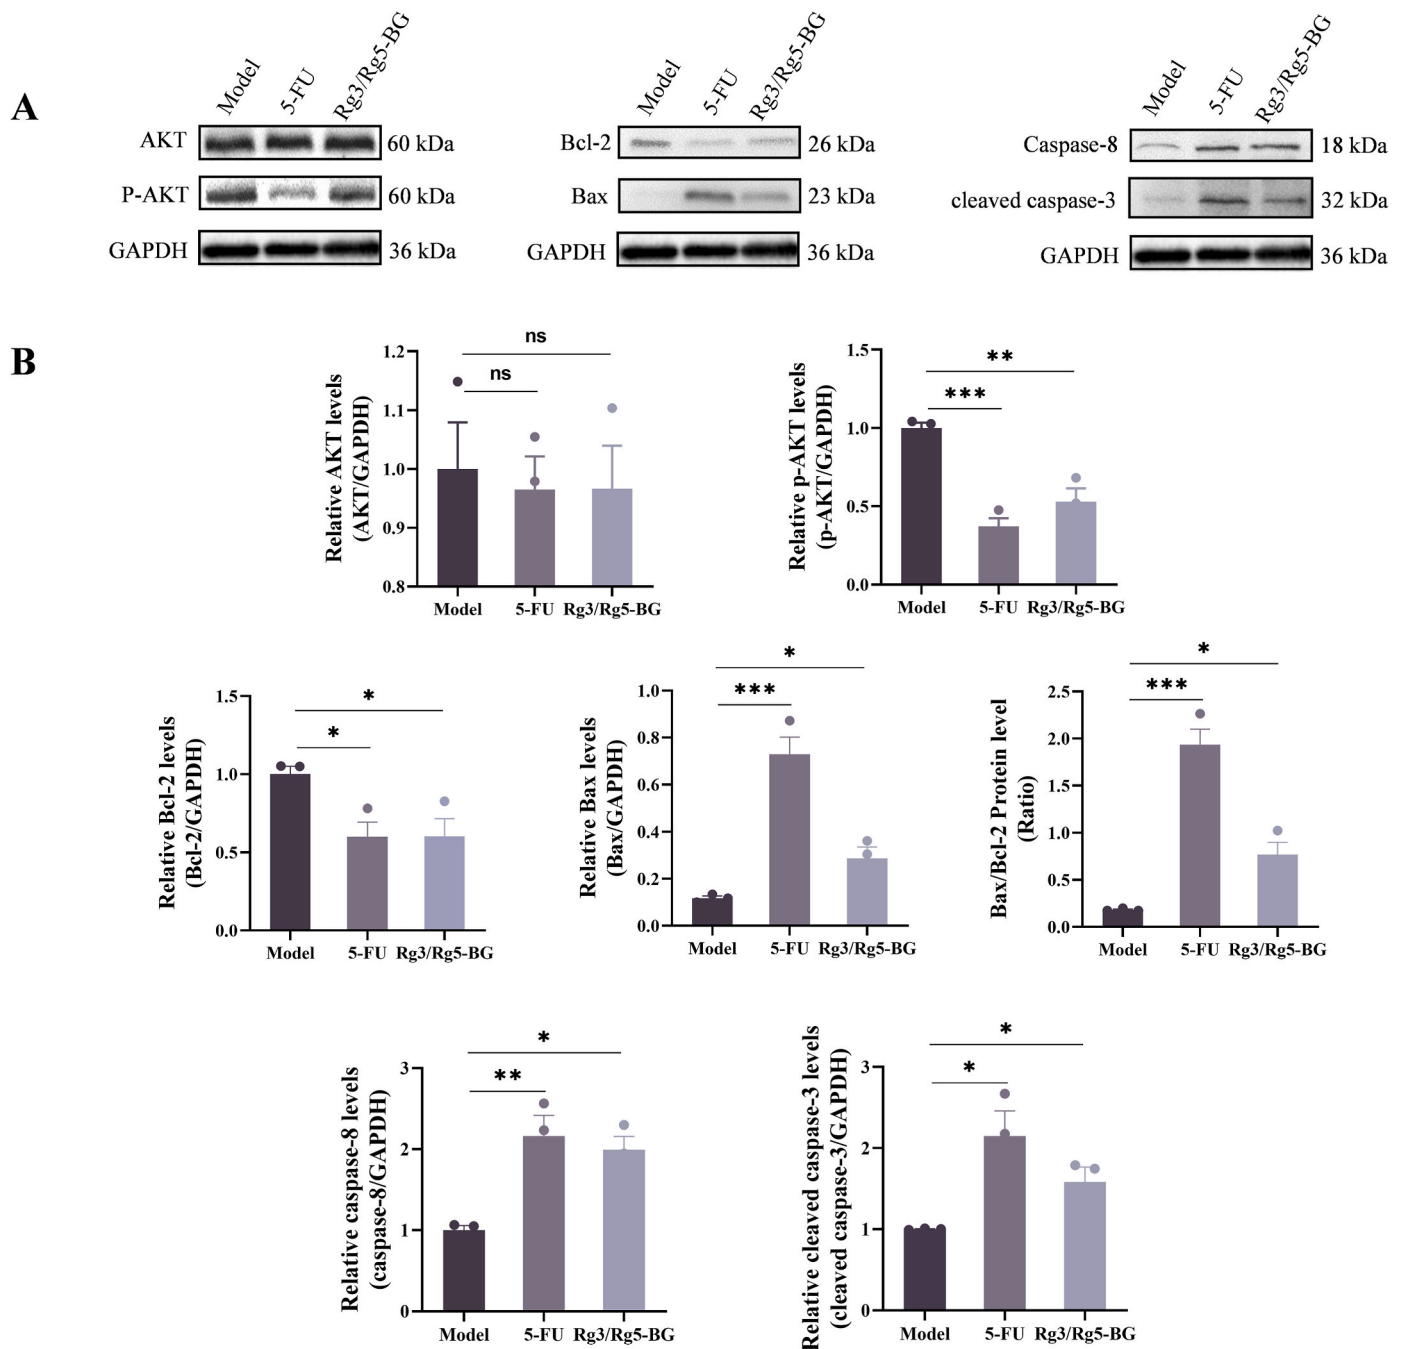 A
Model
5-FU
Rg3/Rg5-BG
AKT
60 kDa
P-AKT
60 kDa
GAPDH
36 kDa
Model
5-FU
Rg3/Rg5-BG
Bcl-2
26 kDa
Bax
23 kDa
GAPDH
36 kDa
Model
5-FU
Rg3/Rg5-BG
Caspase-8
18 kDa
cleaved caspase-3
32 kDa
GAPDH
36 kDa
B
Relative AKT levels
(AKT/GAPDH)
1.2
1.1
1.0
0.9
0.8
ns
ns
Model
5-FU
Rg3/Rg5-BG
Relative p-AKT levels
(p-AKT/GAPDH)
1.5
1.0
0.5
0.0
**
***
Model
5-FU
Rg3/Rg5-BG
Relative Bcl-2 levels
(Bcl-2/GAPDH)
1.5
1.0
0.5
0.0
*
*
Model
5-FU
Rg3/Rg5-BG
Relative Bax levels
(Bax/GAPDH)
1.0
0.8
0.6
0.4
0.2
0.0
*
***
Model
5-FU
Rg3/Rg5-BG
Bax/Bcl-2 Protein level
(Ratio)
2.5
2.0
1.5
1.0
0.5
0.0
*
***
Model
5-FU
Rg3/Rg5-BG
Relative caspase-8 levels
(caspase-8/GAPDH)
3
2
1
0
*
**
Model
5-FU
Rg3/Rg5-BG
Relative cleaved caspase-3 levels
(cleaved caspase-3/GAPDH)
3
2
1
0
*
*
Model
5-FU
Rg3/Rg5-BG